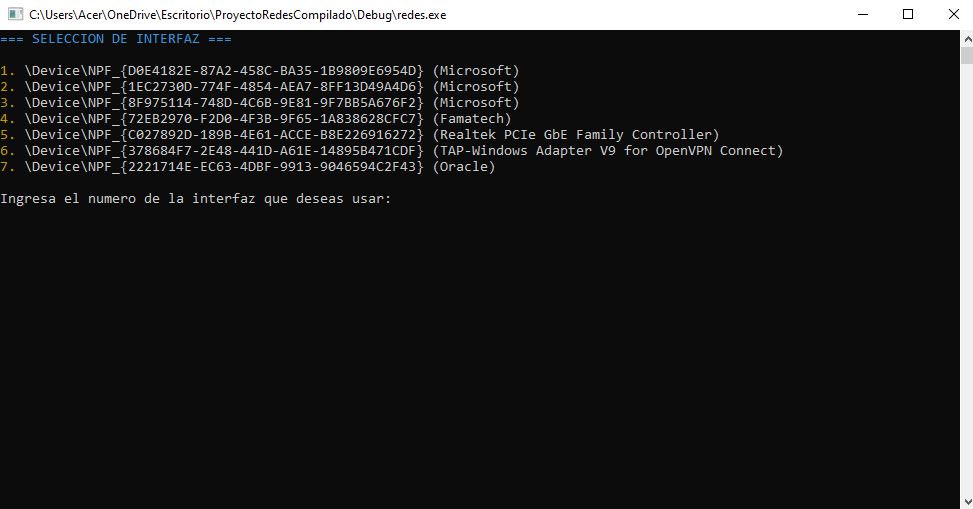 C:\Users\Acer\OneDrive\Escritorio\ProyectoRedesCompilado\Debug\redes.exe
=== SELECCION DE INTERFAZ ===
1. \Device\NPF_{D0E4182E-87A2-458C-BA35-1B9809E6954D} (Microsoft)
2. \Device\NPF_{1EC2730D-774F-4854-AEA7-8FF13D49A4D6} (Microsoft)
3. \Device\NPF_{8F975114-748D-4C6B-9E81-9F7BB5A676F2} (Microsoft)
4. \Device\NPF_{72EB2970-F2D0-4F3B-9F65-1A838628CFC7} (Famatech)
5. \Device\NPF_{C027892D-189B-4E61-ACCE-B8E226916272} (Realtek PCIe GbE Family Controller)
6. \Device\NPF_{378684F7-2E48-441D-A61E-14895B471CDF} (TAP-Windows Adapter V9 for OpenVPN Connect)
7. \Device\NPF_{2221714E-EC63-4DBF-9913-9046594C2F43} (Oracle)
Ingresa el numero de la interfaz que deseas usar: